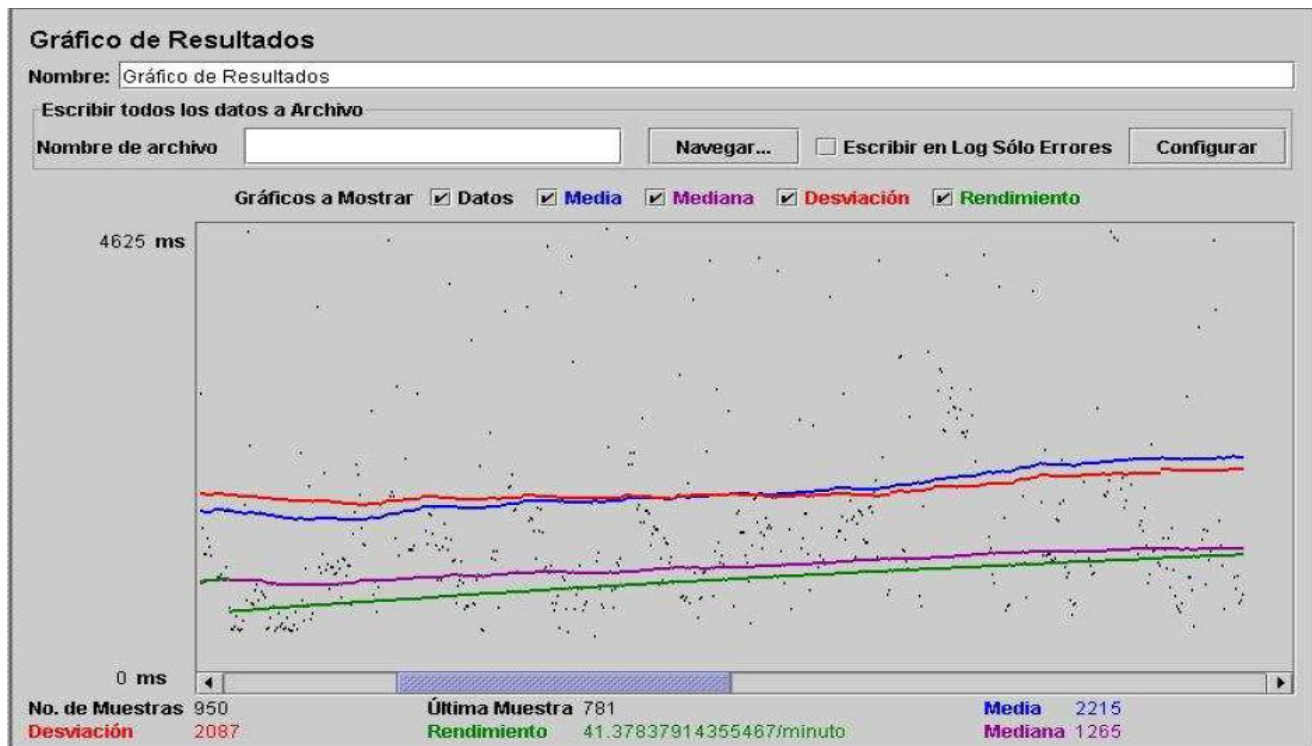 Gráfico de Resultados
Nombre: Gráfico de Resultados
Escribir todos los datos a Archivo
Nombre de archivo Navegar... Escribir en Log Sólo Errores Configurar
Gráficos a Mostrar Datos Media Mediana Desviación Rendimiento
4625 ms
0 ms
No. de Muestras 950 Última Muestra 781 Media 2215
Desviación 2087 Rendimiento 41.37837914355467/minuto Mediana 1265